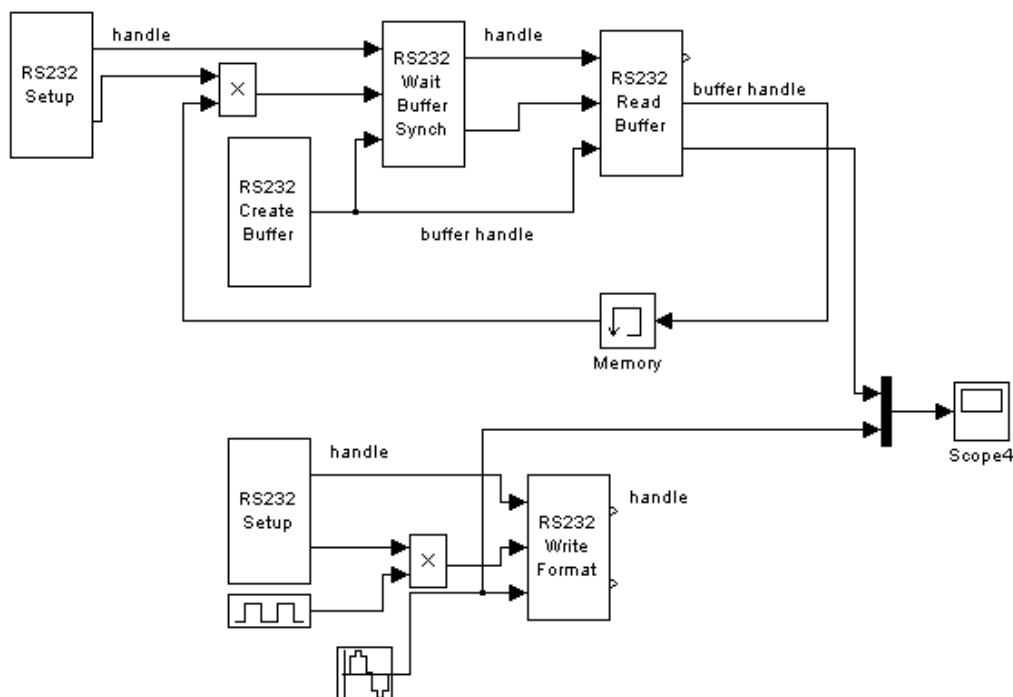 handle
RS232
Setup
×
RS232
Wait
Buffer
Synch
handle
RS232
Read
Buffer
buffer handle
RS232
Create
Buffer
buffer handle
Memory
Scope4
handle
RS232
Setup
×
RS232
Write
Format
handle